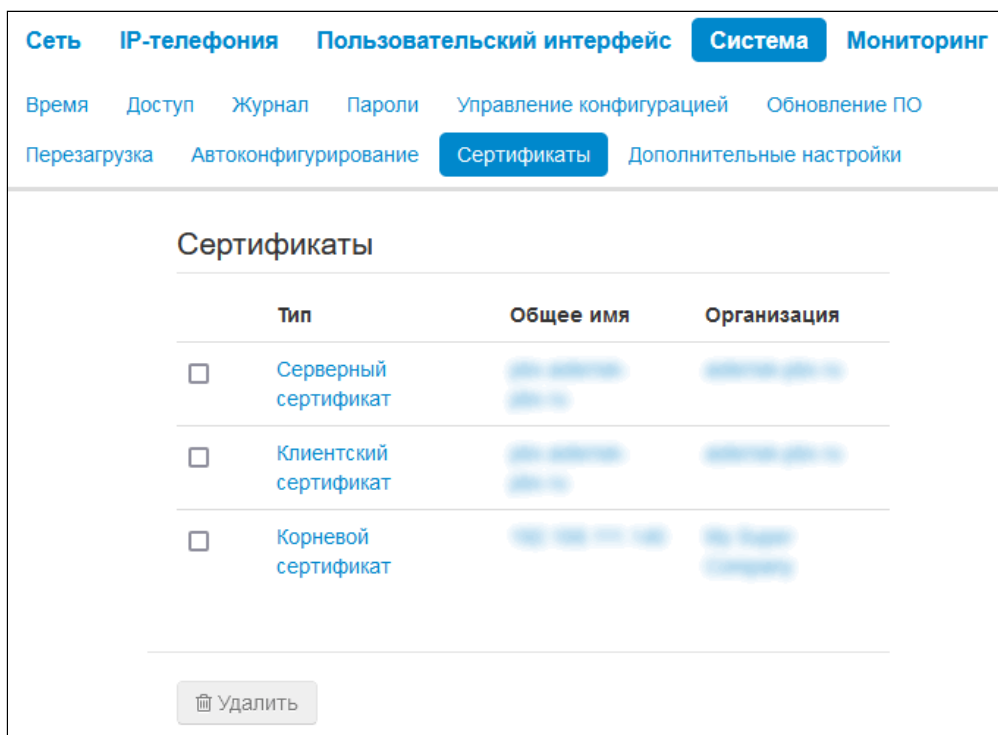 Сеть IP-телефония Пользовательский интерфейс Система Мониторинг
Время Доступ Журнал Пароли Управление конфигурацией Обновление ПО
Перезагрузка Автоконфигурирование Сертификаты Дополнительные настройки
Сертификаты
Тип Общее имя Организация
Серверный
сертификат
Клиентский
сертификат
Корневой
сертификат
Удалить